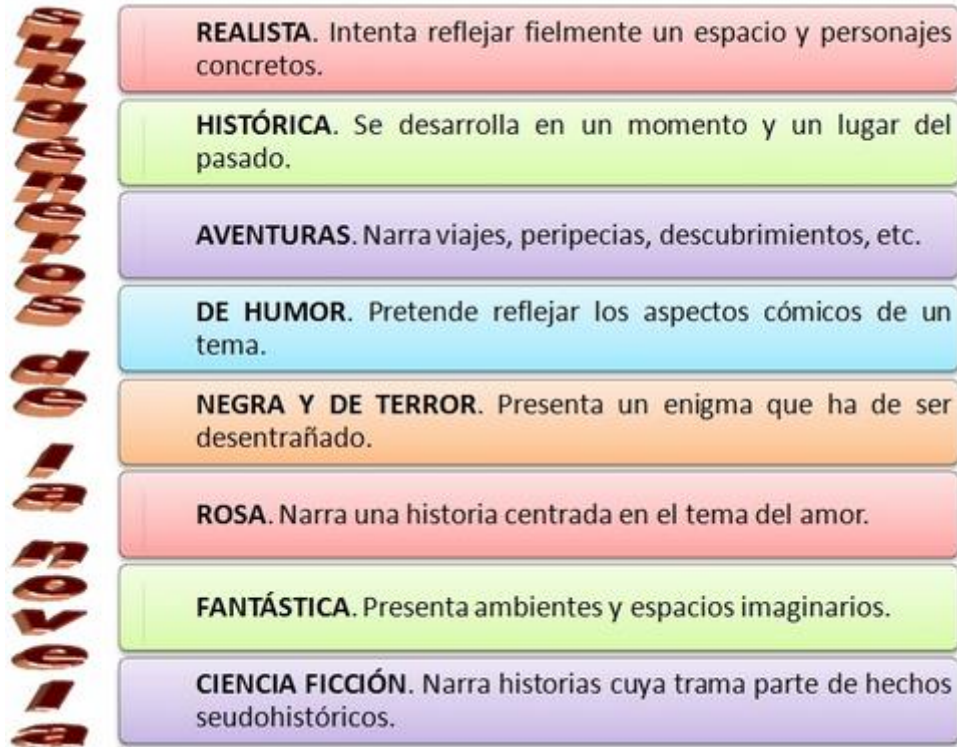 subgéneros de la novela
REALISTA. Intenta reflejar fielmente un espacio y personajes
concretos.
HISTÓRICA. Se desarrolla en un momento y un lugar del
pasado.
AVENTURAS. Narra viajes, peripecias, descubrimientos, etc.
DE HUMOR. Pretende reflejar los aspectos cómicos de un
tema.
NEGRA Y DE TERROR. Presenta un enigma que ha de ser
desentrañado.
ROSA. Narra una historia centrada en el tema del amor.
FANTÁSTICA. Presenta ambientes y espacios imaginarios.
CIENCIA FICCIÓN. Narra historias cuya trama parte de hechos
seudohistóricos.